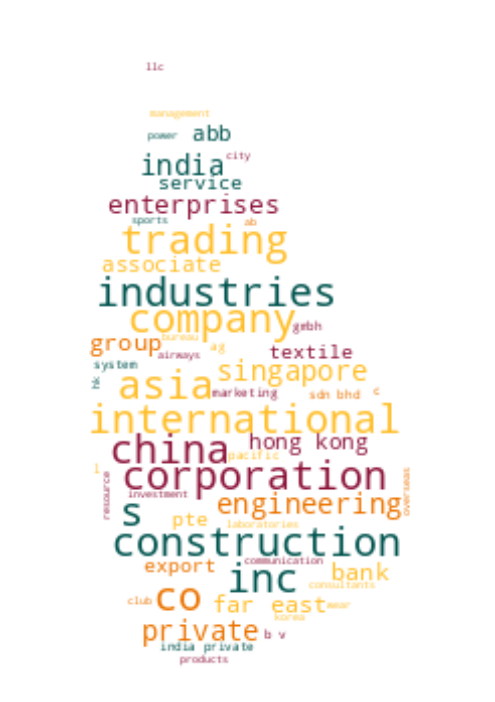 llc
management
power abb
india city
service
enterprises
sports ab
trading
associate
industries
company gmbh
group bureau ag
airways textile
system singapore
hk asia marketing sdn bhd c
international
china hong kong
pacific
l corporation
resource investment overseas
s engineering
pte laboratories
construction
communication
export inc bank
consultants
club co far east wear
korea
private b v
india private
products